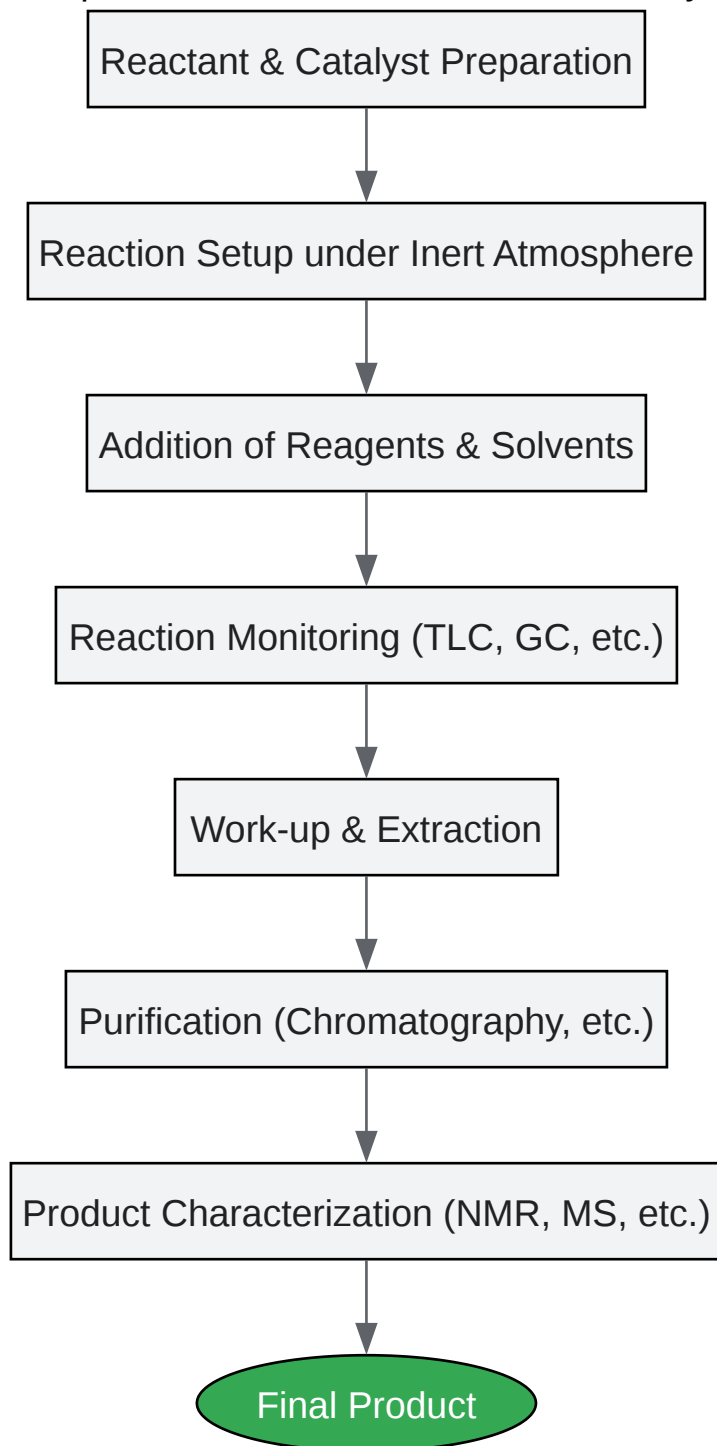 Reactant & Catalyst Preparation
Reaction Setup under Inert Atmosphere
Addition of Reagents & Solvents
Reaction Monitoring (TLC, GC, etc.)
Work-up & Extraction
Purification (Chromatography, etc.)
Product Characterization (NMR, MS, etc.)
Final Product